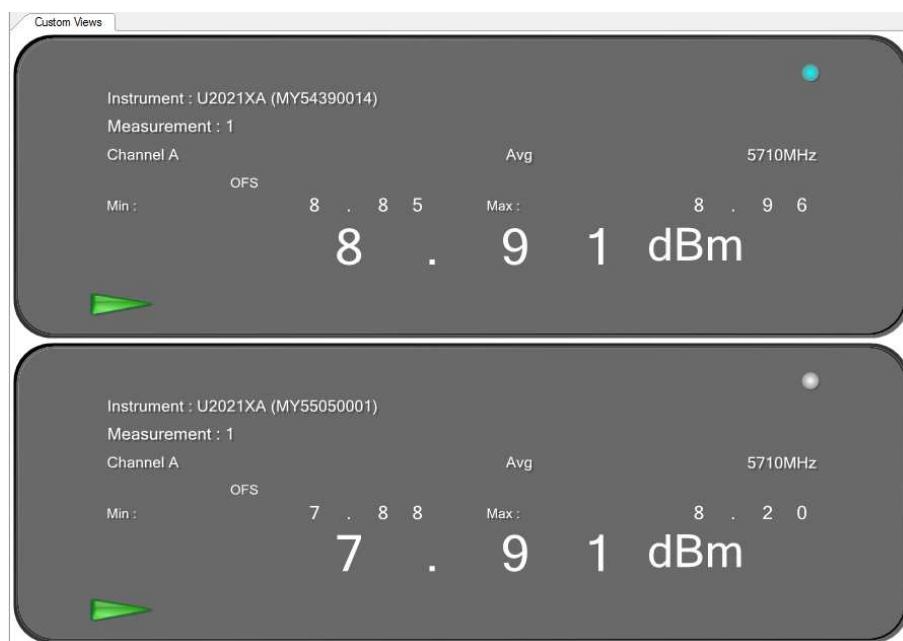 Custom Views
Instrument : U2021XA (MY54390014)
Measurement : 1
Channel A Avg 5710MHz
OFS
Min : 8 . 8 5 Max : 8 . 9 6
8 . 9 1 dBm
Instrument : U2021XA (MY55050001)
Measurement : 1
Channel A Avg 5710MHz
OFS
Min : 7 . 8 8 Max : 8 . 2 0
7 . 9 1 dBm